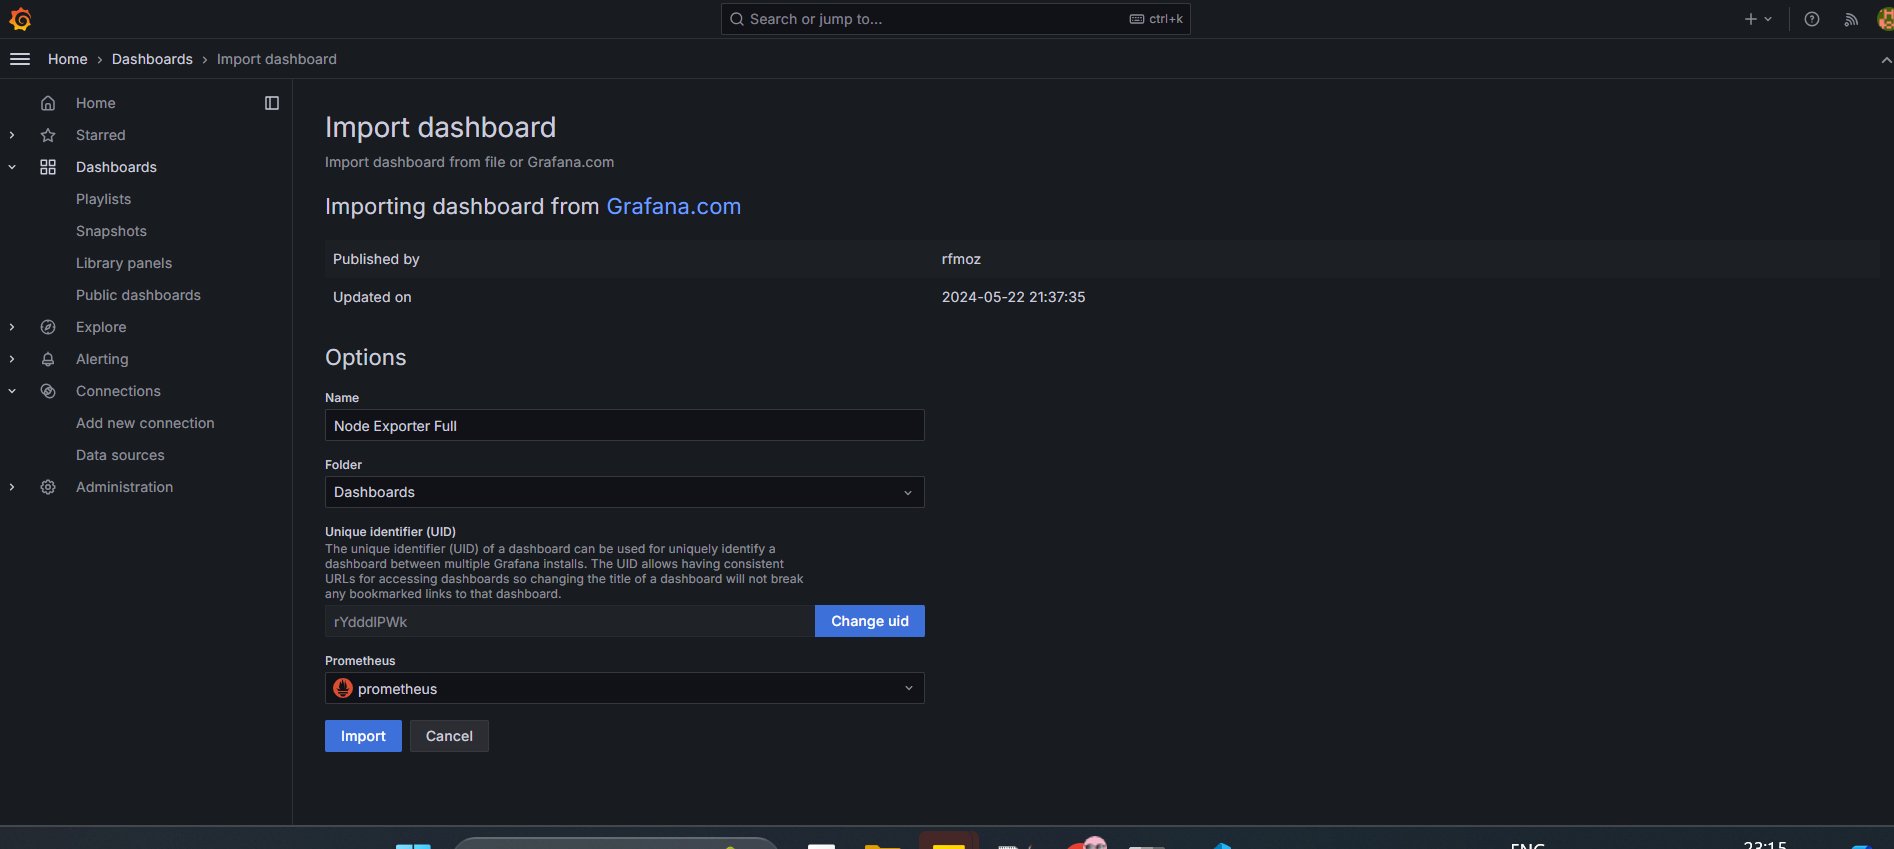 Search or jump to...
ctrl+k
Home › Dashboards › Import dashboard
Home
Starred
Dashboards
Playlists
Snapshots
Library panels
Public dashboards
Explore
Alerting
Connections
Add new connection
Data sources
Administration
Import dashboard
Import dashboard from file or Grafana.com
Importing dashboard from Grafana.com
Published by rfmoz
Updated on 2024-05-22 21:37:35
Options
Name
Node Exporter Full
Folder
Dashboards
Unique identifier (UID)
The unique identifier (UID) of a dashboard can be used for uniquely identify a
dashboard between multiple Grafana installs. The UID allows having consistent
URLs for accessing dashboards so changing the title of a dashboard will not break
any bookmarked links to that dashboard.
rYdddlPWk
Change uid
Prometheus
prometheus
Import
Cancel
ENG
23:15